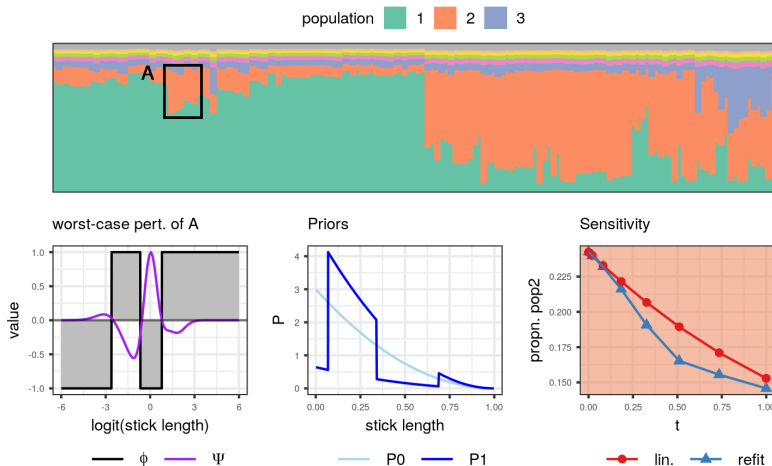 population 1 2 3
A
worst-case pert. of A
1.0
0.5
0.0
-0.5
-1.0
value
-6 -3 0 3 6
logit(stick length)
ϕ Ψ
Priors
4
3
2
1
0
P
0.00 0.25 0.50 0.75 1.00
stick length
P0 P1
Sensitivity
0.225
0.200
0.175
0.150
propn. pop2
0.00 0.25 0.50 0.75 1.00
t
lin. refit